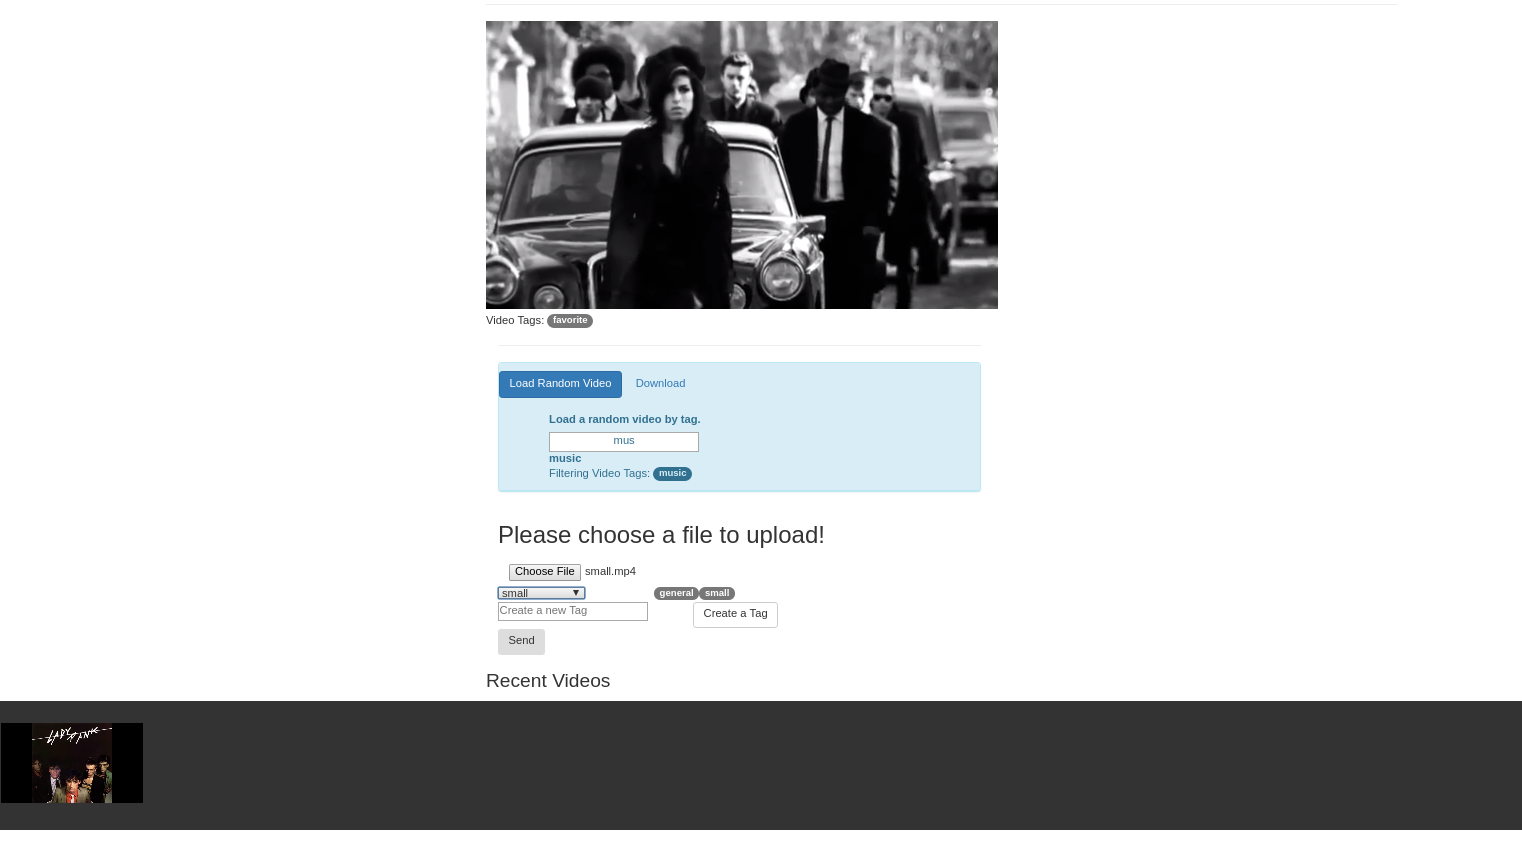 Video Tags: favorite
Load Random Video Download
Load a random video by tag.
mus
music
Filtering Video Tags: music
Please choose a file to upload!
Choose File small.mp4
small general small
Create a new Tag Create a Tag
Send
Recent Videos
LADY PANK